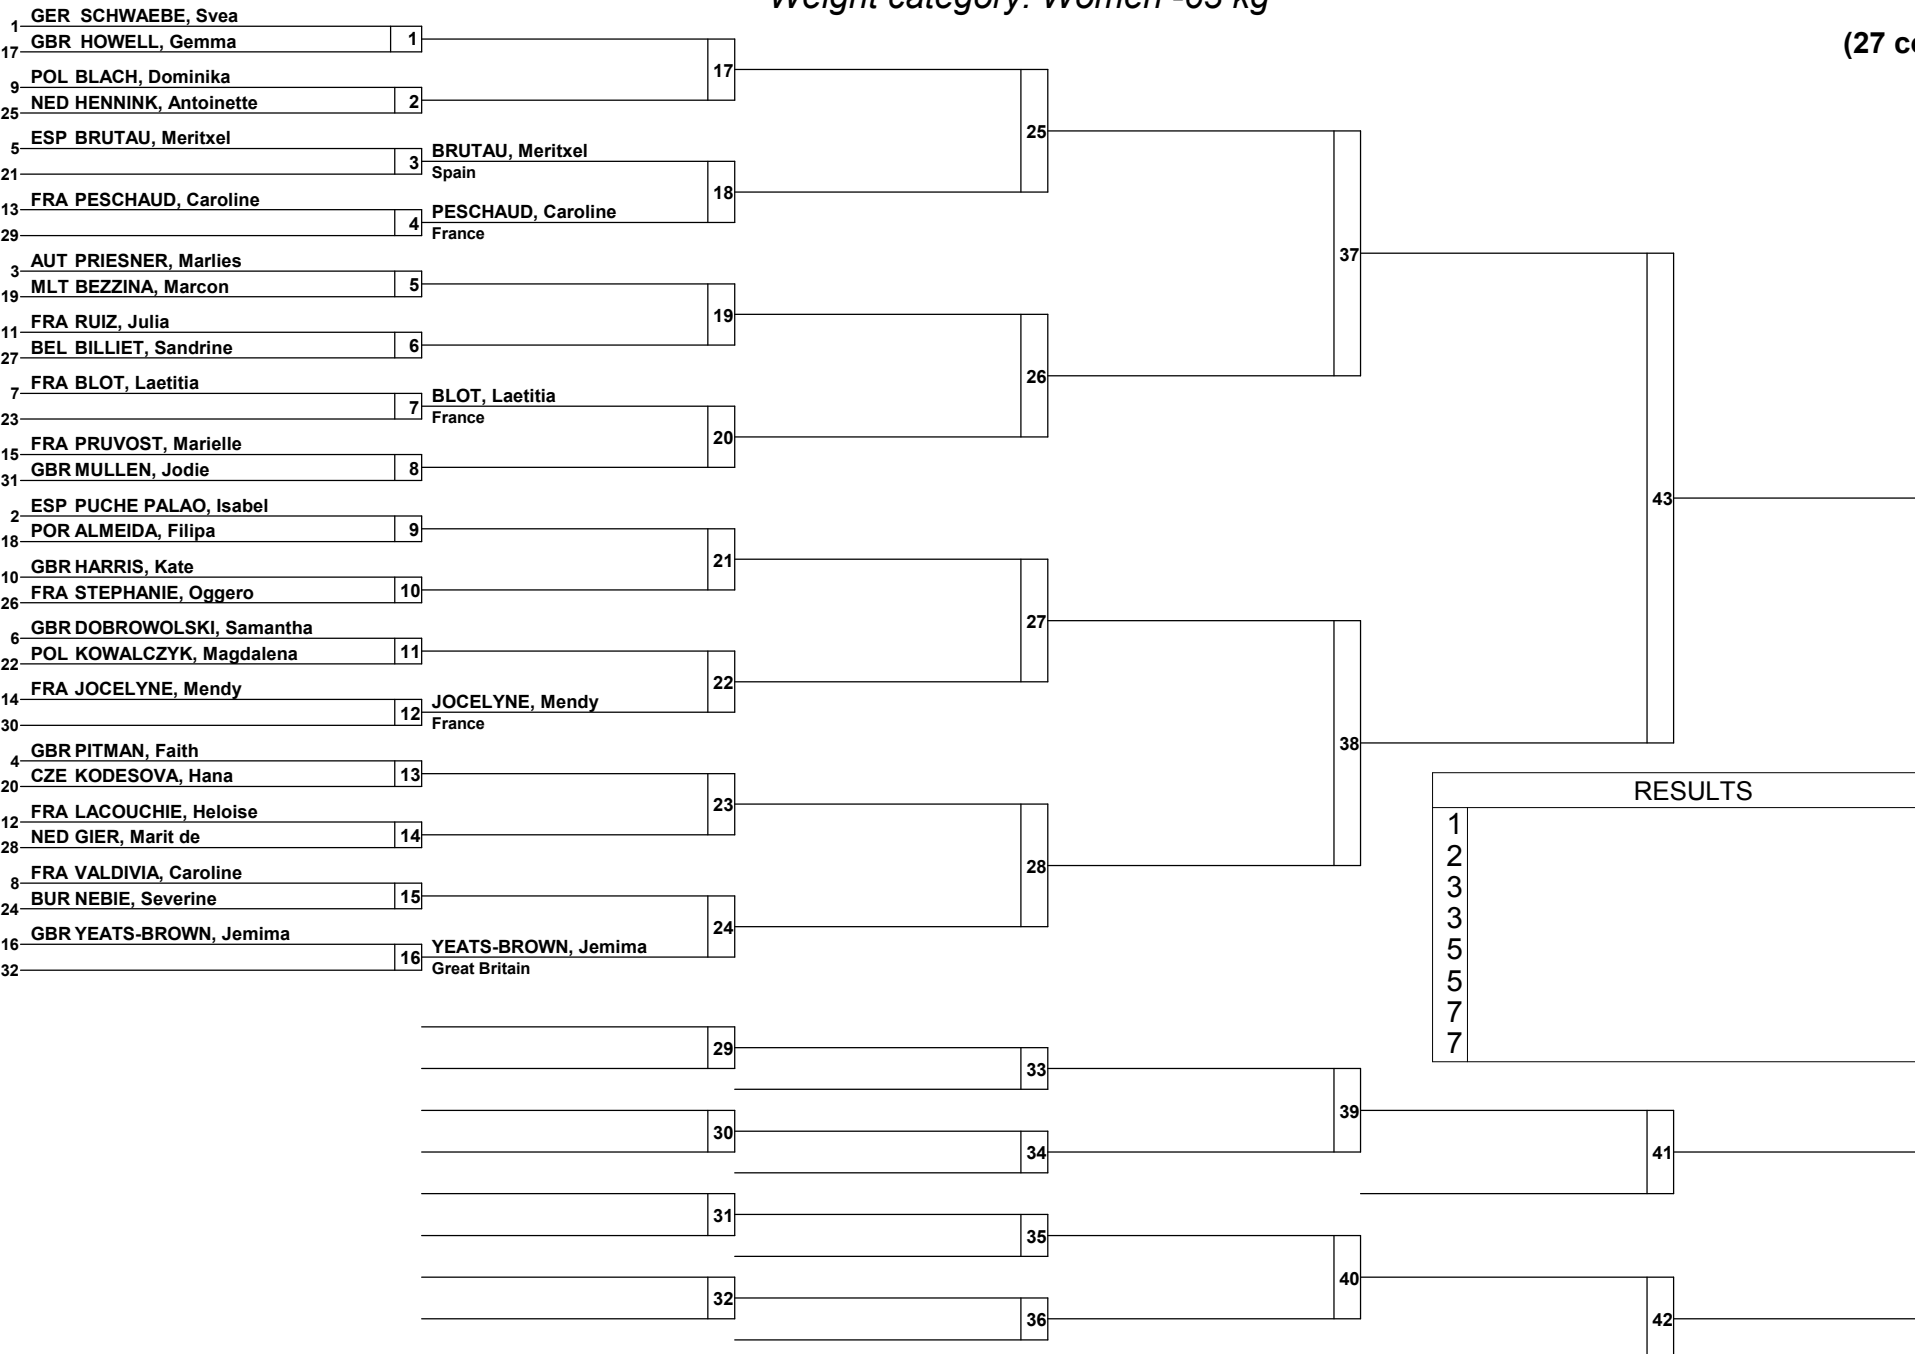 Weight category: Women -63 kg
(27 co
1 GER SCHWAEBE, Svea
17 GBR HOWELL, Gemma
1
9 POL BLACH, Dominika
25 NED HENNINK, Antoinette
2
17
5 ESP BRUTAU, Meritxel
21
3
BRUTAU, Meritxel
Spain
13 FRA PESCHAUD, Caroline
29
4
PESCHAUD, Caroline
France
18
25
3 AUT PRIESNER, Marlies
19 MLT BEZZINA, Marcon
5
11 FRA RUIZ, Julia
27 BEL BILLIET, Sandrine
6
19
7 FRA BLOT, Laetitia
23
7
BLOT, Laetitia
France
15 FRA PRUVOST, Marielle
31 GBR MULLEN, Jodie
8
20
26
37
2 ESP PUCHE PALAO, Isabel
18 POR ALMEIDA, Filipa
9
10 GBR HARRIS, Kate
26 FRA STEPHANIE, Oggero
10
21
6 GBR DOBROWOLSKI, Samantha
22 POL KOWALCZYK, Magdalena
11
14 FRA JOCELYNE, Mendy
30
12
JOCELYNE, Mendy
France
22
27
4 GBR PITMAN, Faith
20 CZE KODESOVA, Hana
13
12 FRA LACOUCHIE, Heloise
28 NED GIER, Marit de
14
23
8 FRA VALDIVIA, Caroline
24 BUR NEBIE, Severine
15
16 GBR YEATS-BROWN, Jemima
32
16
YEATS-BROWN, Jemima
Great Britain
24
28
38
43
RESULTS
1
2
3
3
5
5
7
7
29
33
30
34
39
41
31
35
32
36
40
42